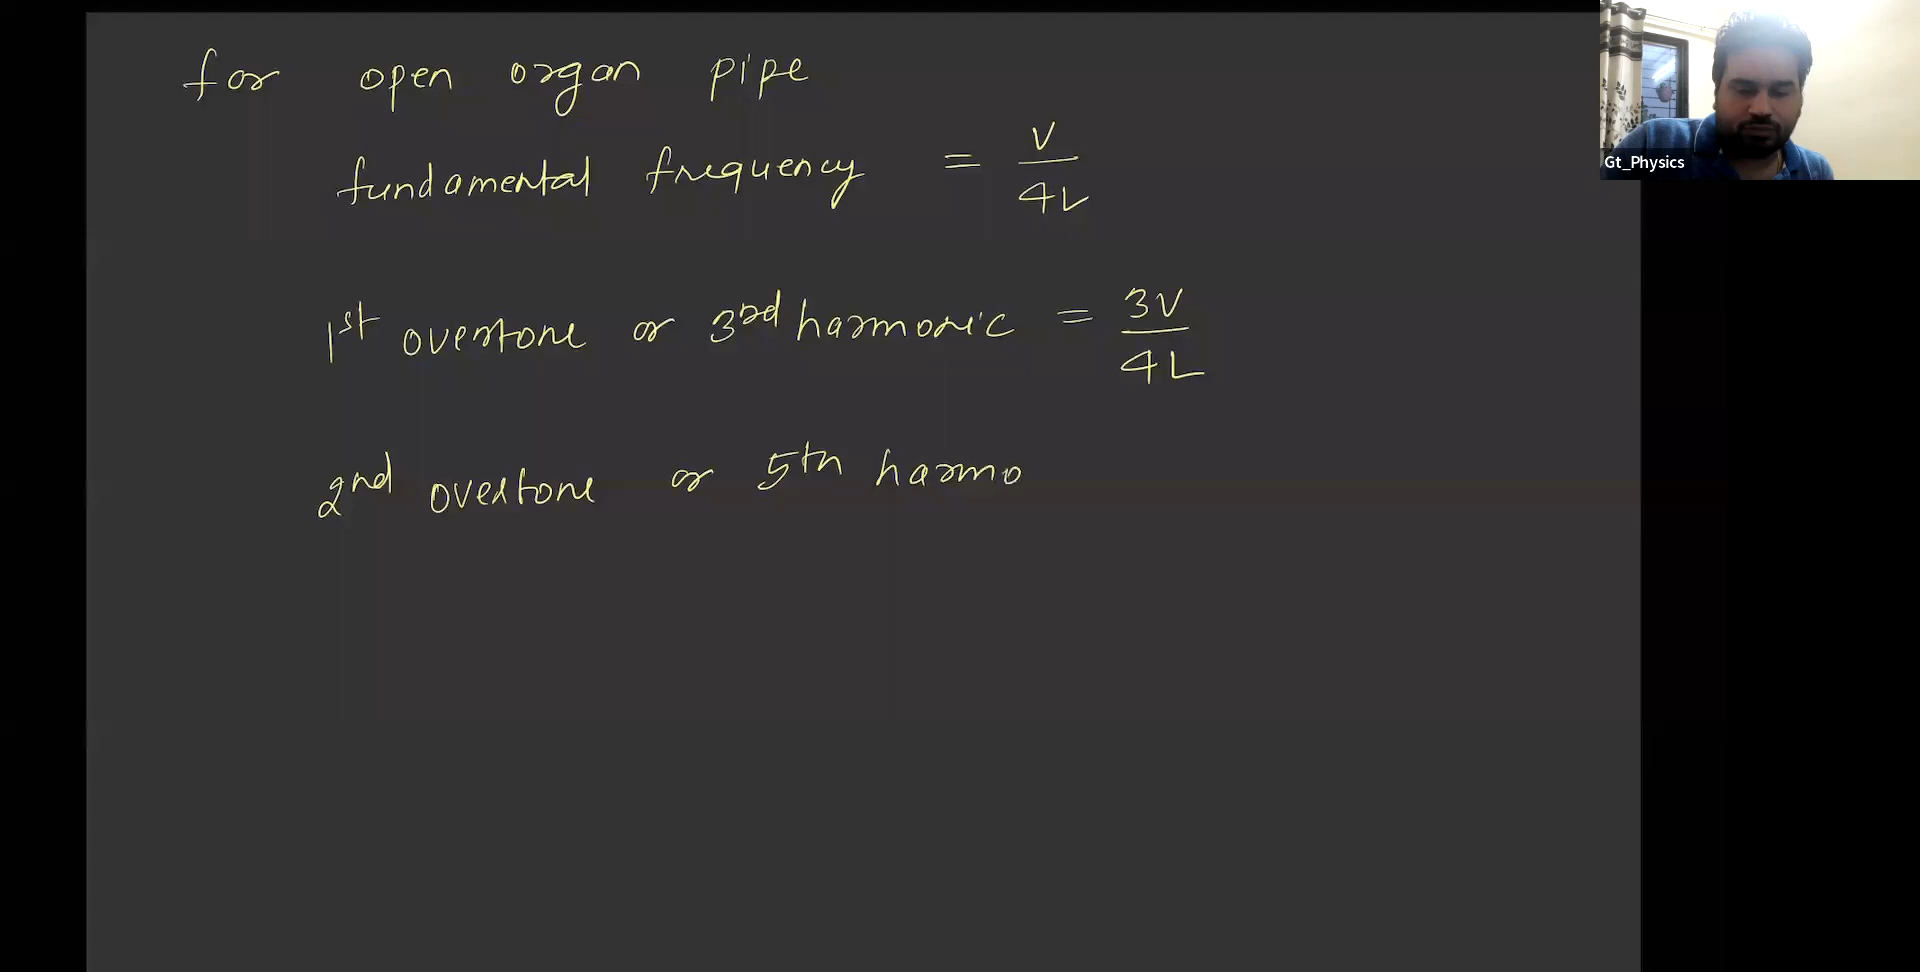 for open organ pipe
fundamental frequency = V/4L
1st overtone or 3rd harmonic = 3V/4L
2nd overtone or 5th harmo
Gt_Physics